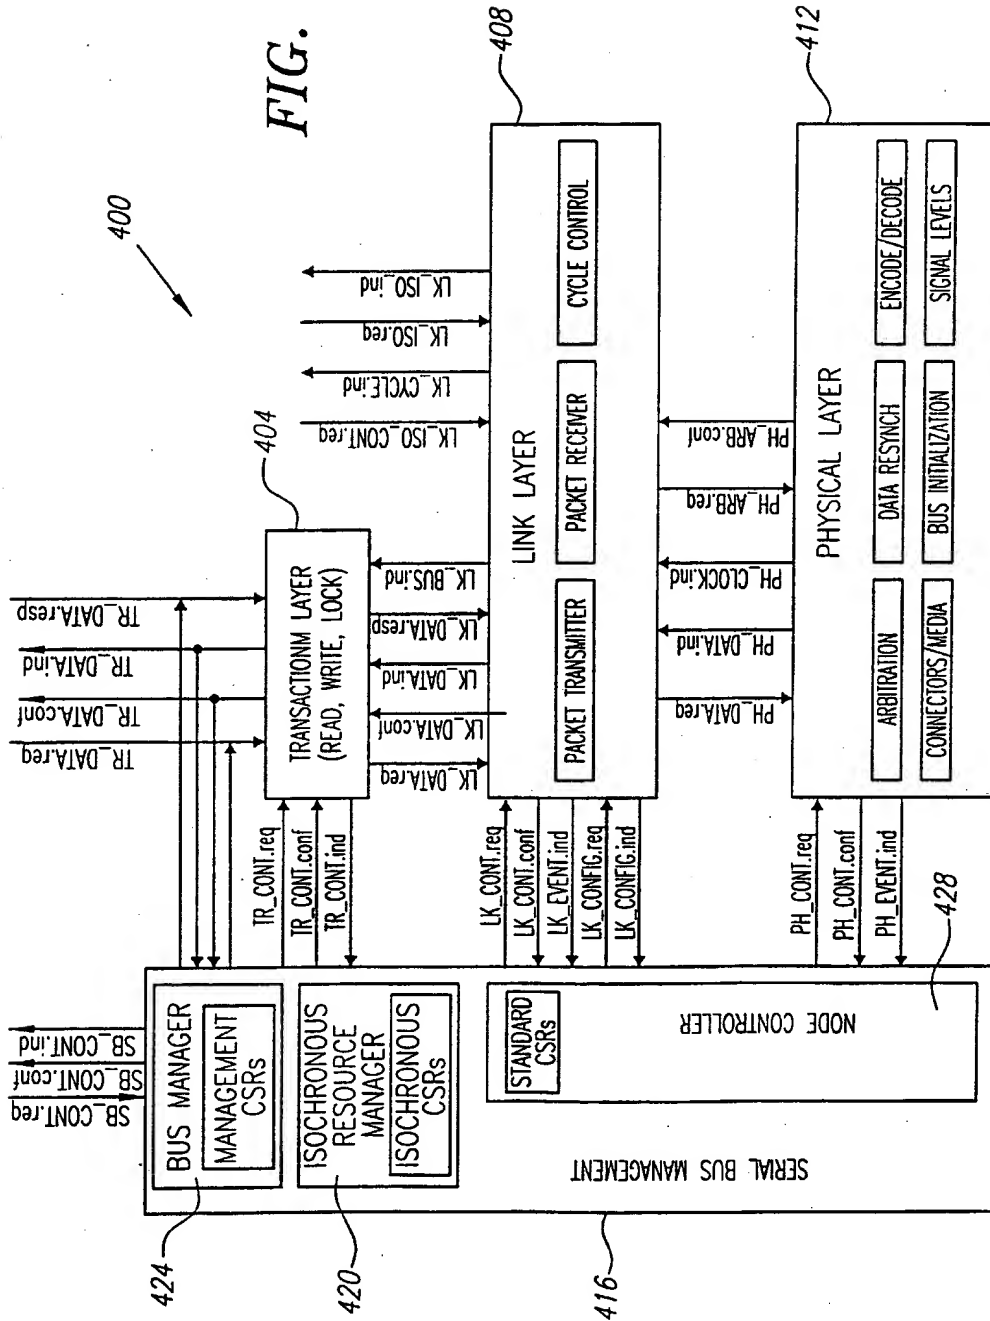 FIG.
400
SB_CONT.req
SB_CONT.conf
SB_CONT.ind
TR_DATA.req
TR_DATA.conf
TR_DATA.ind
TR_DATA.resp
424
BUS MANAGER
MANAGEMENT
CSRs
420
ISOCHRONOUS
RESOURCE
MANAGER
ISOCHRONOUS
CSRs
TR_CONT.req
TR_CONT.conf
TR_CONT.ind
404
TRANSACTIONM LAYER
(READ, WRITE, LOCK)
LK_DATA.req
LK_DATA.conf
LK_DATA.ind
LK_DATA.resp
LK_BUS.ind
LK_ISO_CONT.req
LK_CYCLE.ind
LK_ISO.req
LK_ISO_ind
LK_CONT.req
LK_CONT.conf
LK_EVENT.ind
LK_CONFIG.req
LK_CONFIG.ind
408
LINK LAYER
PACKET TRANSMITTER
PACKET RECEIVER
CYCLE CONTROL
416
SERIAL BUS MANAGEMENT
STANDARD
CSRs
NODE CONTROLLER
428
PH_DATA.req
PH_DATA.ind
PH_CLOCK.ind
PH_ARB.req
PH_ARB.conf
PH_CONT.req
PH_CONT.conf
PH_EVENT.ind
412
PHYSICAL LAYER
ARBITRATION
DATA RESYNCH
ENCODE/DECODE
CONNECTORS/MEDIA
BUS INITIALIZATION
SIGNAL LEVELS